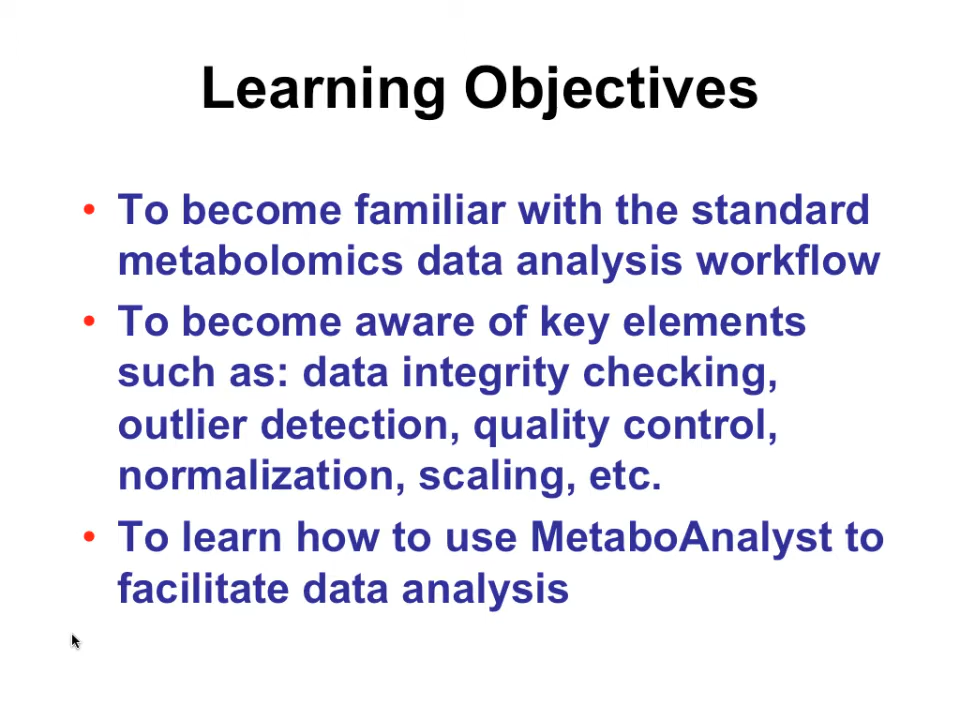 Learning Objectives
• To become familiar with the standard
metabolomics data analysis workflow
• To become aware of key elements
such as: data integrity checking,
outlier detection, quality control,
normalization, scaling, etc.
• To learn how to use MetaboAnalyst to
facilitate data analysis